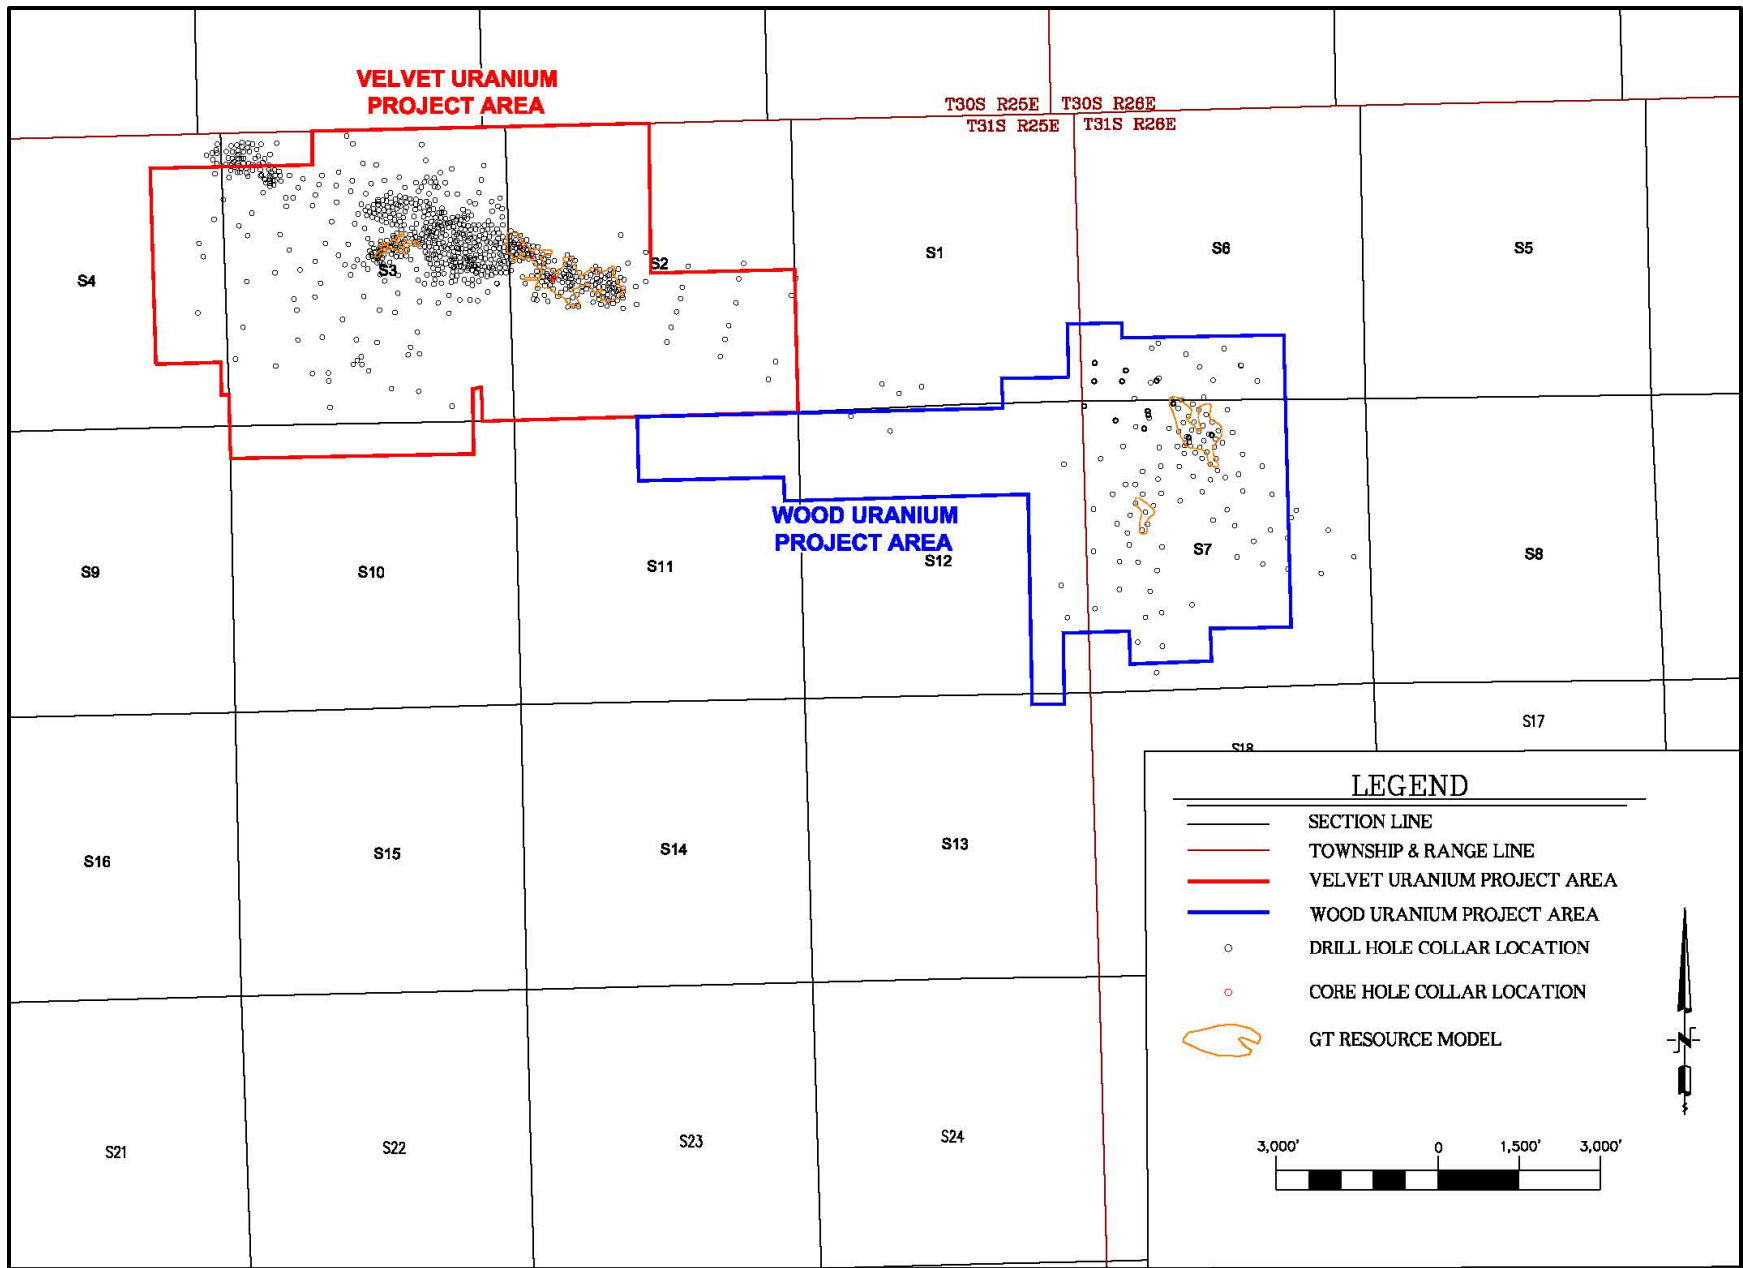 VELVET URANIUM
PROJECT AREA
T30S R25E
T30S R26E
T31S R25E
T31S R26E
S4
S3
S2
S1
S6
S5
WOOD URANIUM
PROJECT AREA
S9
S10
S11
S12
S7
S8
S16
S15
S14
S13
S18
S17
S21
S22
S23
S24
LEGEND
SECTION LINE
TOWNSHIP & RANGE LINE
VELVET URANIUM PROJECT AREA
WOOD URANIUM PROJECT AREA
DRILL HOLE COLLAR LOCATION
CORE HOLE COLLAR LOCATION
GT RESOURCE MODEL
N
S
3,000' 0 1,500' 3,000'